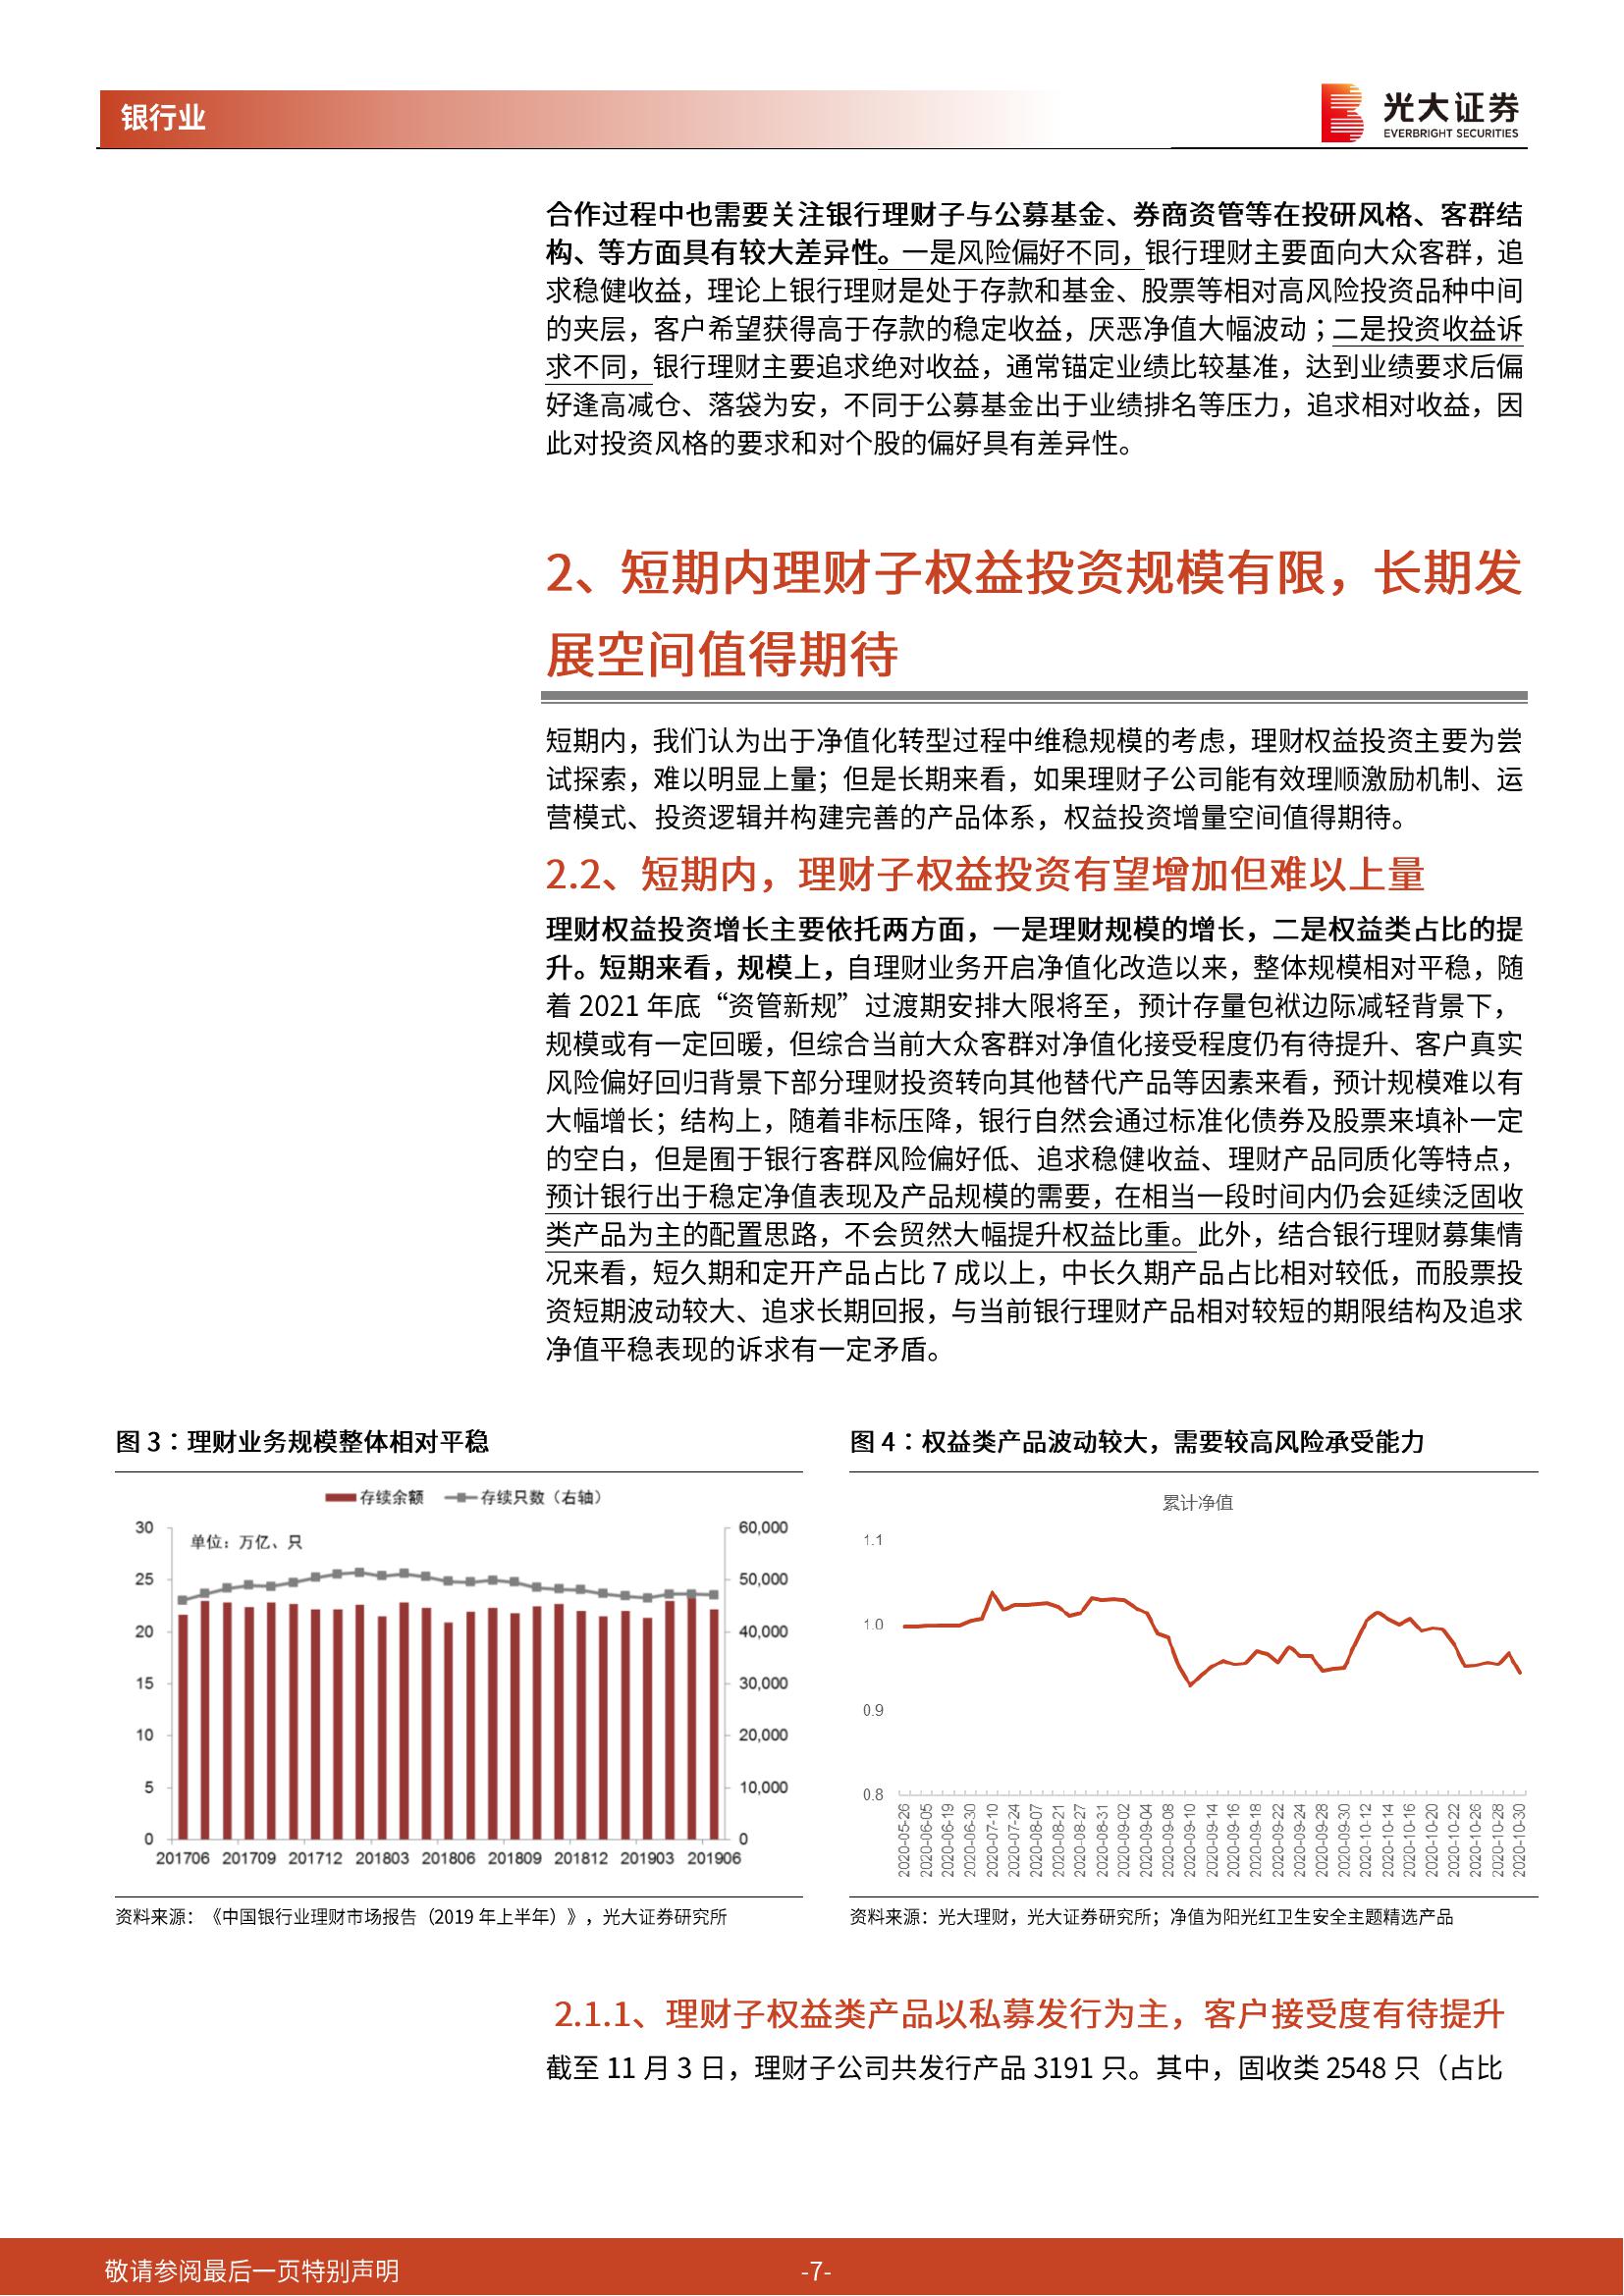 银行业
光大证券
EVERBRIGHT SECURITIES
合作过程中也需要关注银行理财子与公募基金、券商资管等在投研风格、客群结
构、等方面具有较大差异性。一是风险偏好不同，银行理财主要面向大众客群，追
求稳健收益，理论上银行理财是处于存款和基金、股票等相对高风险投资品种中间
的夹层，客户希望获得高于存款的稳定收益，厌恶净值大幅波动；二是投资收益诉
求不同，银行理财主要追求绝对收益，通常锚定业绩比较基准，达到业绩要求后偏
好逢高减仓、落袋为安，不同于公募基金出于业绩排名等压力，追求相对收益，因
此对投资风格的要求和对个股的偏好具有差异性。
2、短期内理财子权益投资规模有限，长期发
展空间值得期待
短期内，我们认为出于净值化转型过程中维稳规模的考虑，理财权益投资主要为尝
试探索，难以明显上量；但是长期来看，如果理财子公司能有效理顺激励机制、运
营模式、投资逻辑并构建完善的产品体系，权益投资增量空间值得期待。
2.2、短期内，理财子权益投资有望增加但难以上量
理财权益投资增长主要依托两方面，一是理财规模的增长，二是权益类占比的提
升。短期来看，规模上，自理财业务开启净值化改造以来，整体规模相对平稳，随
着 2021 年底“资管新规”过渡期安排大限将至，预计存量包袱边际减轻背景下，
规模或有一定回暖，但综合当前大众客群对净值化接受程度仍有待提升、客户真实
风险偏好回归背景下部分理财投资转向其他替代产品等因素来看，预计规模难以有
大幅增长；结构上，随着非标压降，银行自然会通过标准化债券及股票来填补一定
的空白，但是囿于银行客群风险偏好低、追求稳健收益、理财产品同质化等特点，
预计银行出于稳定净值表现及产品规模的需要，在相当一段时间内仍会延续泛固收
类产品为主的配置思路，不会贸然大幅提升权益比重。此外，结合银行理财募集情
况来看，短久期和定开产品占比 7 成以上，中长久期产品占比相对较低，而股票投
资短期波动较大、追求长期回报，与当前银行理财产品相对较短的期限结构及追求
净值平稳表现的诉求有一定矛盾。
图 3：理财业务规模整体相对平稳
存续余额 存续只数（右轴）
单位：万亿、只
30
25
20
15
10
5
0
60,000
50,000
40,000
30,000
20,000
10,000
0
201706 201709 201712 201803 201806 201809 201812 201903 201906
资料来源：《中国银行业理财市场报告（2019 年上半年）》，光大证券研究所
图 4：权益类产品波动较大，需要较高风险承受能力
累计净值
1.1
1.0
0.9
0.8
2020-05-26
2020-06-05
2020-06-19
2020-06-30
2020-07-10
2020-07-24
2020-08-07
2020-08-21
2020-08-27
2020-08-31
2020-09-02
2020-09-04
2020-09-08
2020-09-10
2020-09-14
2020-09-16
2020-09-18
2020-09-22
2020-09-24
2020-09-28
2020-09-30
2020-10-12
2020-10-14
2020-10-16
2020-10-20
2020-10-22
2020-10-26
2020-10-28
2020-10-30
资料来源：光大理财，光大证券研究所；净值为阳光红卫生安全主题精选产品
2.1.1、理财子权益类产品以私募发行为主，客户接受度有待提升
截至 11 月 3 日，理财子公司共发行产品 3191 只。其中，固收类 2548 只（占比
敬请参阅最后一页特别声明
-7-